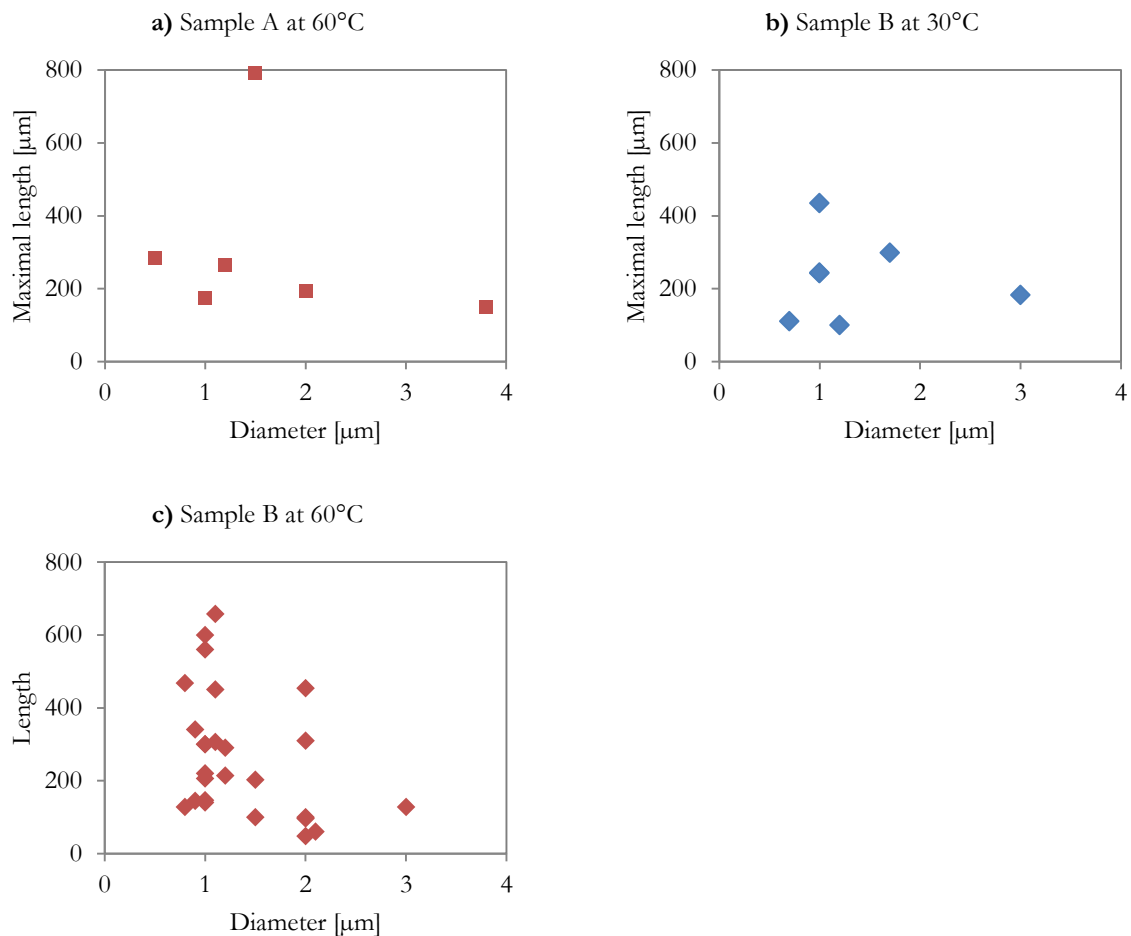 a) Sample A at 60°C
800
600
400
200
0
Maximal length [µm]
0 1 2 3 4
Diameter [µm]
b) Sample B at 30°C
800
600
400
200
0
Maximal length [µm]
0 1 2 3 4
Diameter [µm]
c) Sample B at 60°C
800
600
400
200
0
Length
0 1 2 3 4
Diameter [µm]